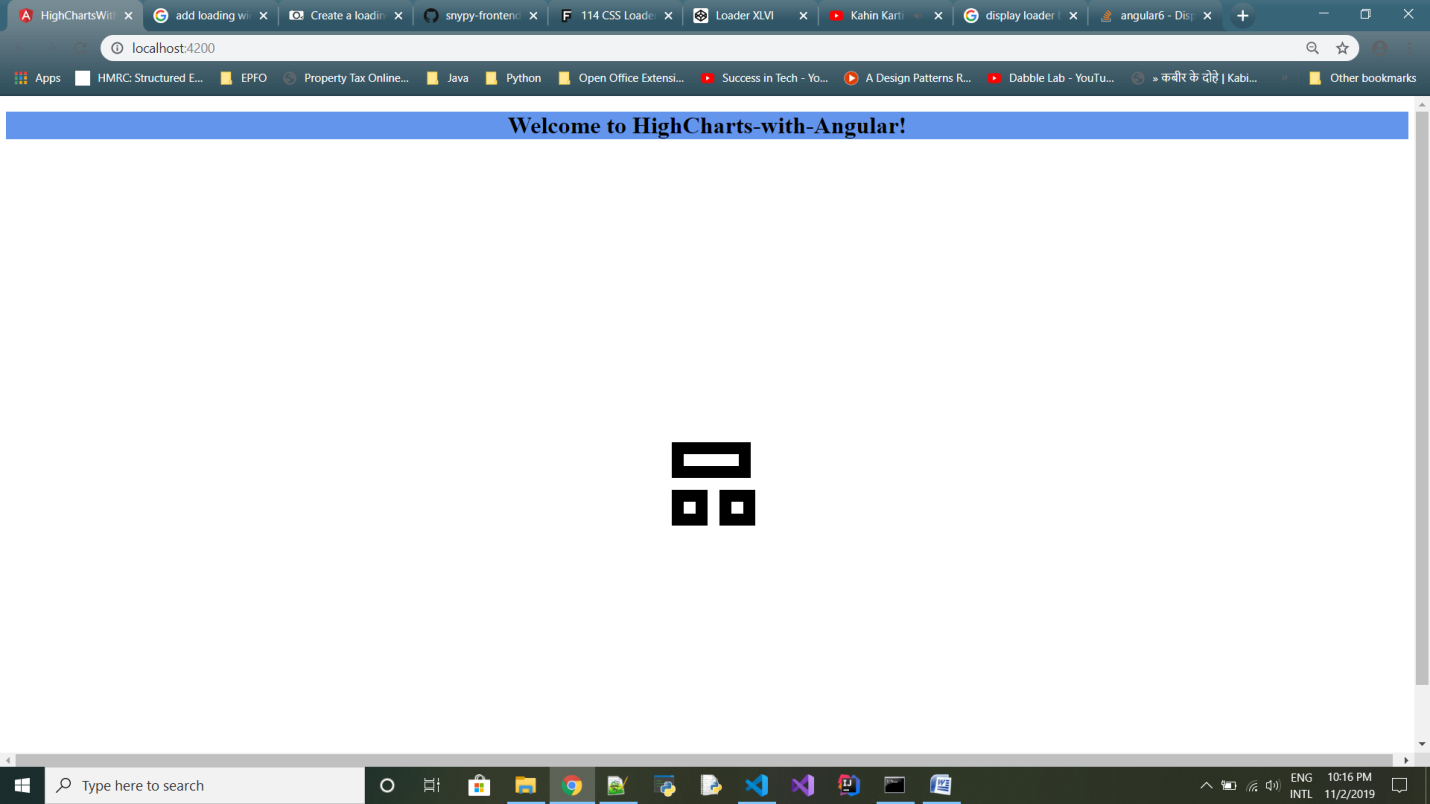 HighChartsWith
add loading wi
Create a loadin
snypy-frontend
114 CSS Loade
Loader XLVI
Kahin Karti
display loader
angular6 - Disp
localhost:4200
Apps
HMRC: Structured E...
EPFO
Property Tax Online...
Java
Python
Open Office Extensi...
Success in Tech - Yo...
A Design Patterns R...
Dabble Lab - YouTu...
» कबीर के दोहे | Kabi...
»
Other bookmarks
Welcome to HighCharts-with-Angular!
Type here to search
ENG
INTL
10:16 PM
11/2/2019